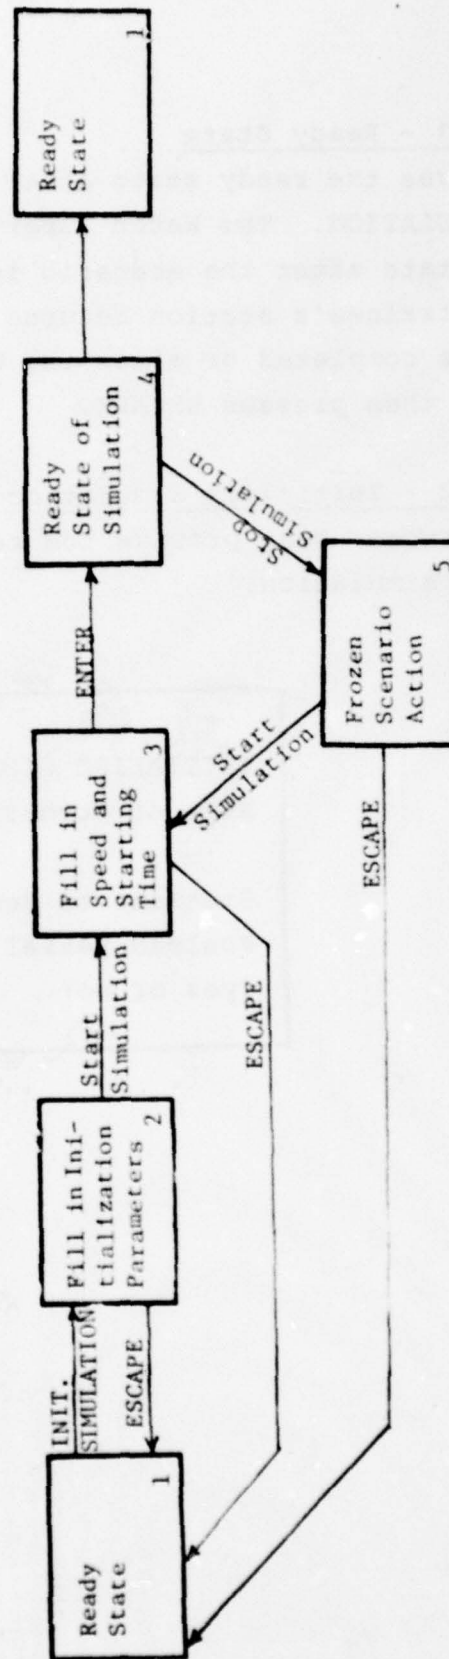 Ready
State
1
INIT.
SIMULATION
ESCAPE
Fill in Ini-
tialization
Parameters
2
Start
Simulation
Fill in
Speed and
Starting
Time
3
ESCAPE
ENTER
Ready
State of
Simulation
4
Stop
Simulation
Start
Simulation
Frozen
Scenario
Action
5
ESCAPE
Ready
State
1